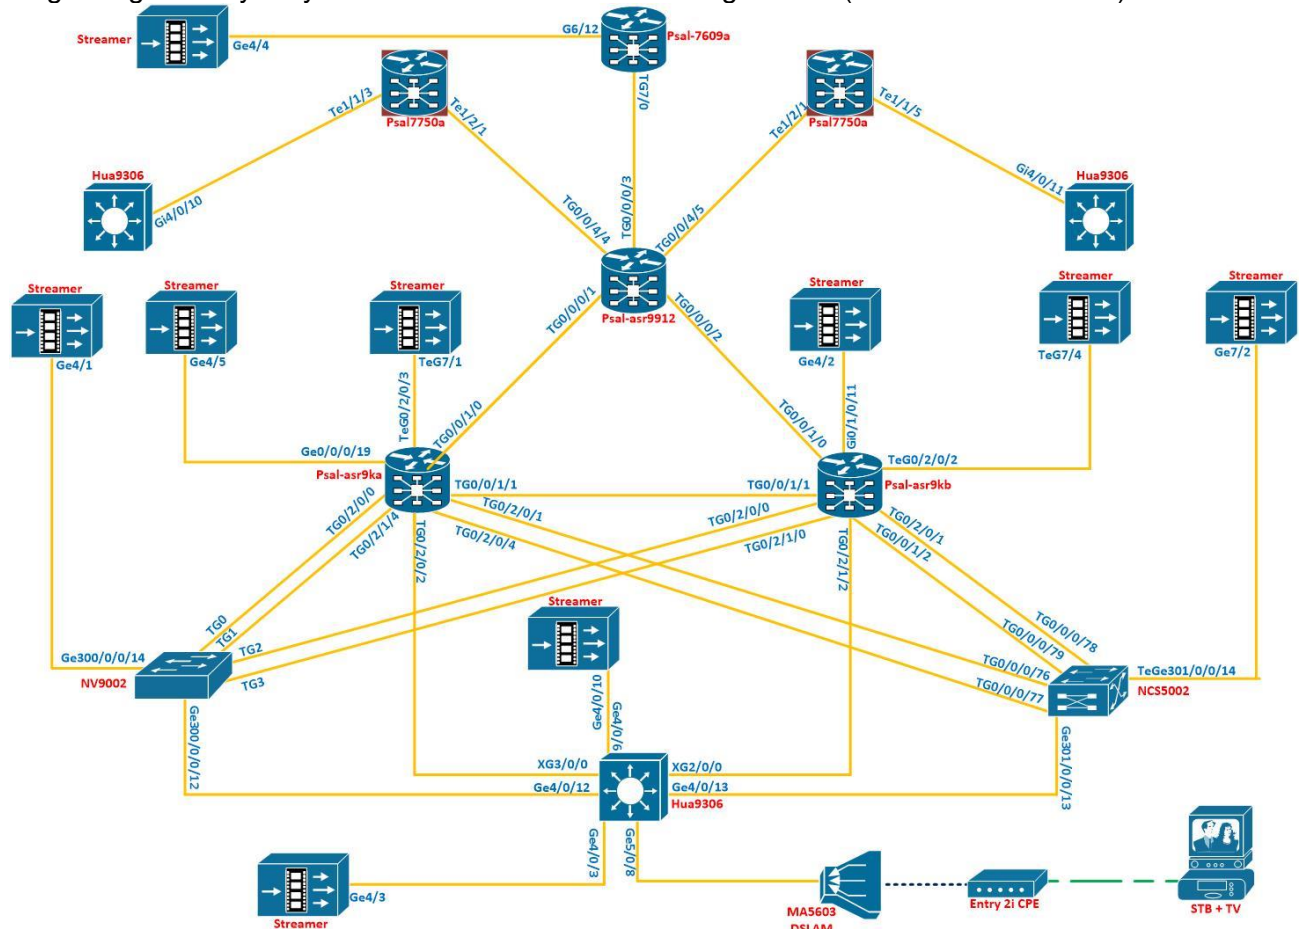 Streamer
Ge4/4
G6/12
Psal-7609a
TG7/0
Te1/1/3
Psal7750a
Te1/2/1
Te1/2/1
Psal7750a
Te1/1/5
Hua9306
Gi4/0/10
Gi4/0/11
Hua9306
TG0/0/4/4
TG0/0/0/3
TG0/0/4/5
Psal-asr9912
TG0/0/0/1
TG0/0/0/2
Streamer
Ge4/1
Streamer
Ge4/5
Streamer
TeG7/1
Streamer
Ge4/2
Streamer
TeG7/4
Streamer
Ge7/2
TeG0/2/0/3
TG0/0/1/0
TG0/0/1/0
Gi0/1/0/11
Ge0/0/0/19
Psal-asr9ka
TeG0/2/0/2
Psal-asr9kb
TG0/0/1/1
TG0/0/1/1
TG0/2/0/0
TG0/2/1/4
TG0/2/0/2
TG0/2/0/1
TG0/2/0/4
TG0/2/0/0
TG0/2/1/0
TG0/2/1/2
TG0/2/0/1
TG0/0/1/2
TG0
TG1
TG2
TG3
Ge300/0/0/14
NV9002
Ge300/0/0/12
Streamer
Ge4/0/10
Ge4/0/6
TG0/0/0/78
TG0/0/0/79
TG0/0/0/76
TG0/0/0/77
TeGe301/0/0/14
NCS5002
Ge301/0/0/13
XG3/0/0
XG2/0/0
Ge4/0/12
Ge4/0/13
Hua9306
Ge4/0/3
Ge5/0/8
Ge4/3
Streamer
MA5603
DSLAM
Entry 2i CPE
STB + TV